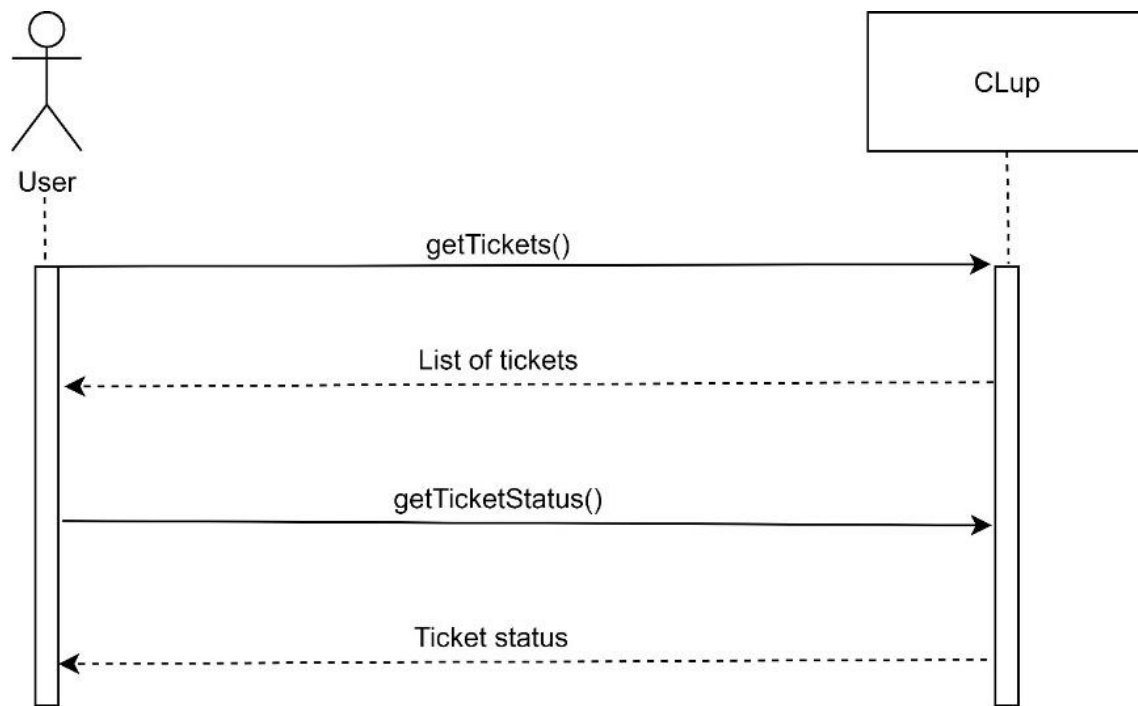 CLup
User
getTickets()
List of tickets
getTicketStatus()
Ticket status